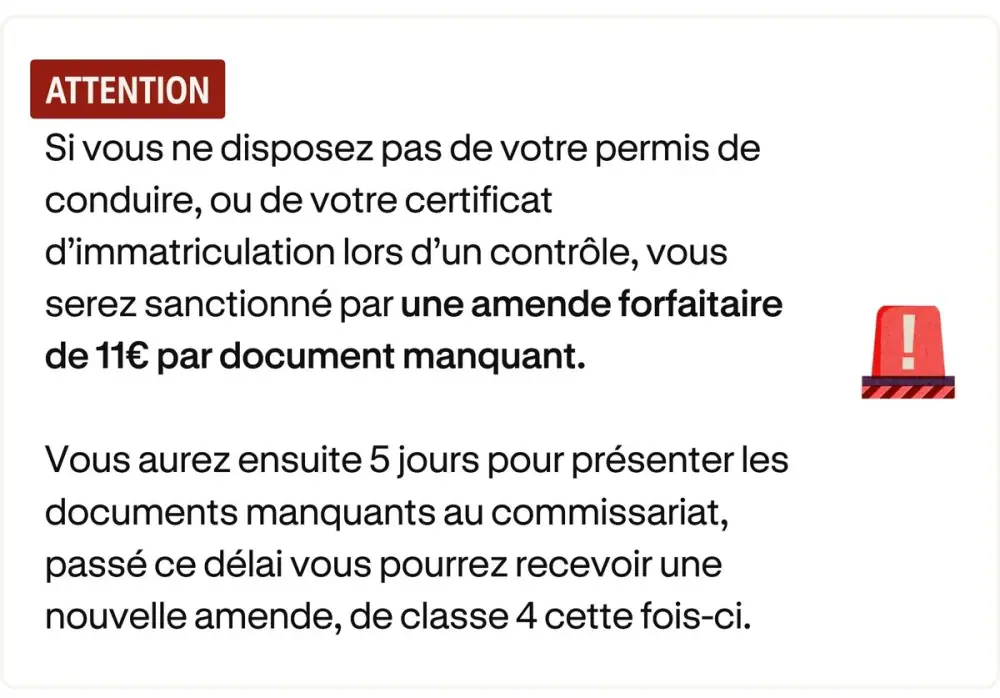 ATTENTION
Si vous ne disposez pas de votre permis de
conduire, ou de votre certificat
d’immatriculation lors d’un contrôle, vous
serez sanctionné par une amende forfaitaire
de 11€ par document manquant.
Vous aurez ensuite 5 jours pour présenter les
documents manquants au commissariat,
passé ce délai vous pourrez recevoir une
nouvelle amende, de classe 4 cette fois-ci.
!